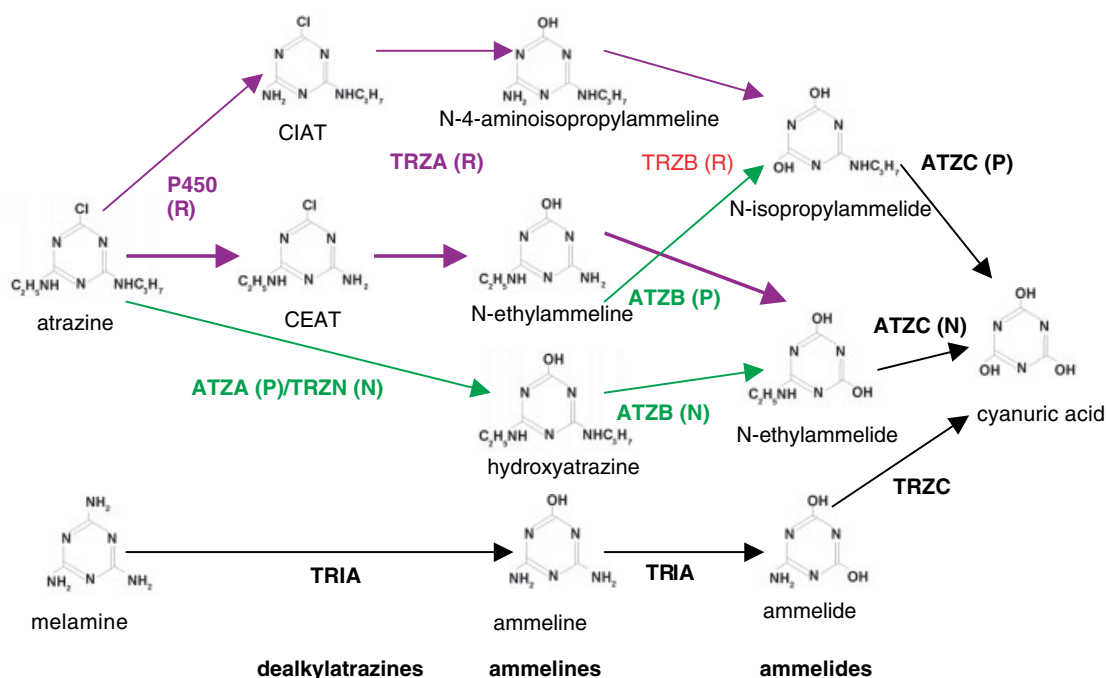 Cl
N N
NH₂ N NHC₃H₇
CIAT
OH
N N
NH₂ N NHC₃H₇
N-4-aminoisopropylammeline
OH
N N
OH N NHC₃H₇
N-isopropylammelide
TRZA (R)
TRZB (R)
ATZC (P)
P450
(R)
Cl
N N
C₂H₅NH N NHC₃H₇
atrazine
Cl
N N
C₂H₅NH N NH₂
CEAT
OH
N N
C₂H₅NH N NH₂
N-ethylammeline
ATZB (P)
OH
N N
C₂H₅NH N OH
N-ethylammelide
ATZC (N)
OH
N N
OH N OH
cyanuric acid
ATZA (P)/TRZN (N)
OH
N N
C₂H₅NH N NHC₃H₇
hydroxyatrazine
ATZB (N)
TRZC
NH₂
N N
NH₂ N NH₂
melamine
TRIA
OH
N N
NH₂ N NH₂
ammeline
TRIA
OH
N N
NH₂ N OH
ammelide
dealkylatrazines ammelines ammelides